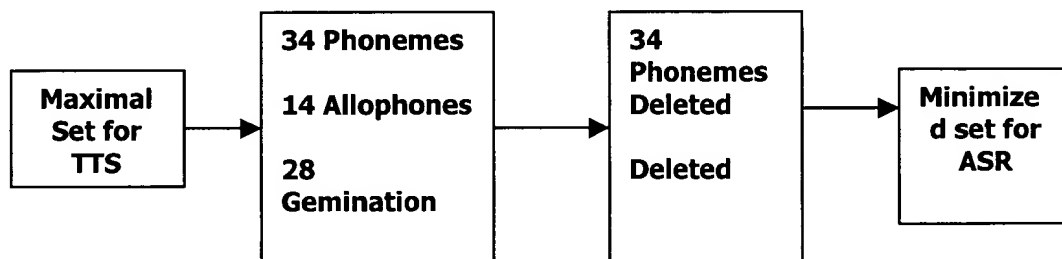 Maximal
Set for
TTS
34 Phonemes
14 Allophones
28
Gemination
34
Phonemes
Deleted
Deleted
Minimize
d set for
ASR